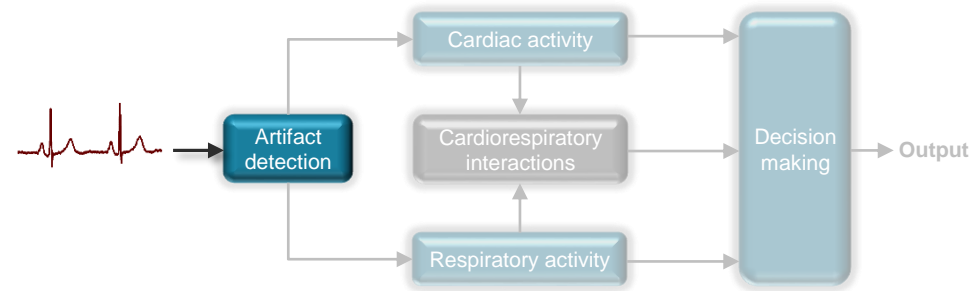 Cardiac activity
Artifact
detection
Cardiorespiratory
interactions
Decision
making
Output
Respiratory activity